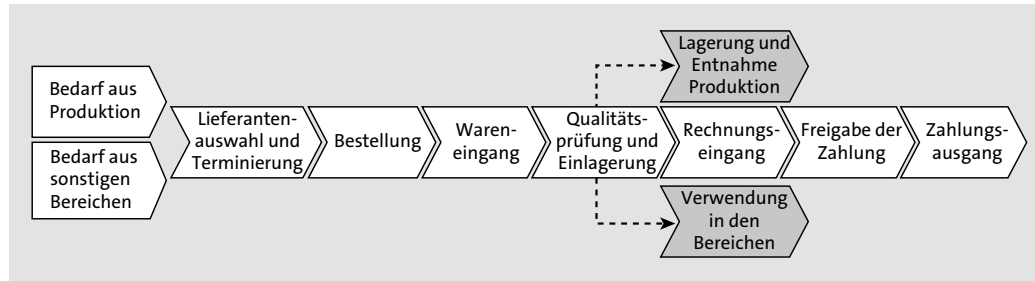 Bedarf aus
Produktion
Bedarf aus
sonstigen
Bereichen
Lieferanten-
auswahl und
Terminierung
Bestellung
Waren-
eingang
Qualitäts-
prüfung und
Einlagerung
Lagerung und
Entnahme
Produktion
Rechnungs-
eingang
Verwendung
in den
Bereichen
Freigabe der
Zahlung
Zahlungs-
ausgang